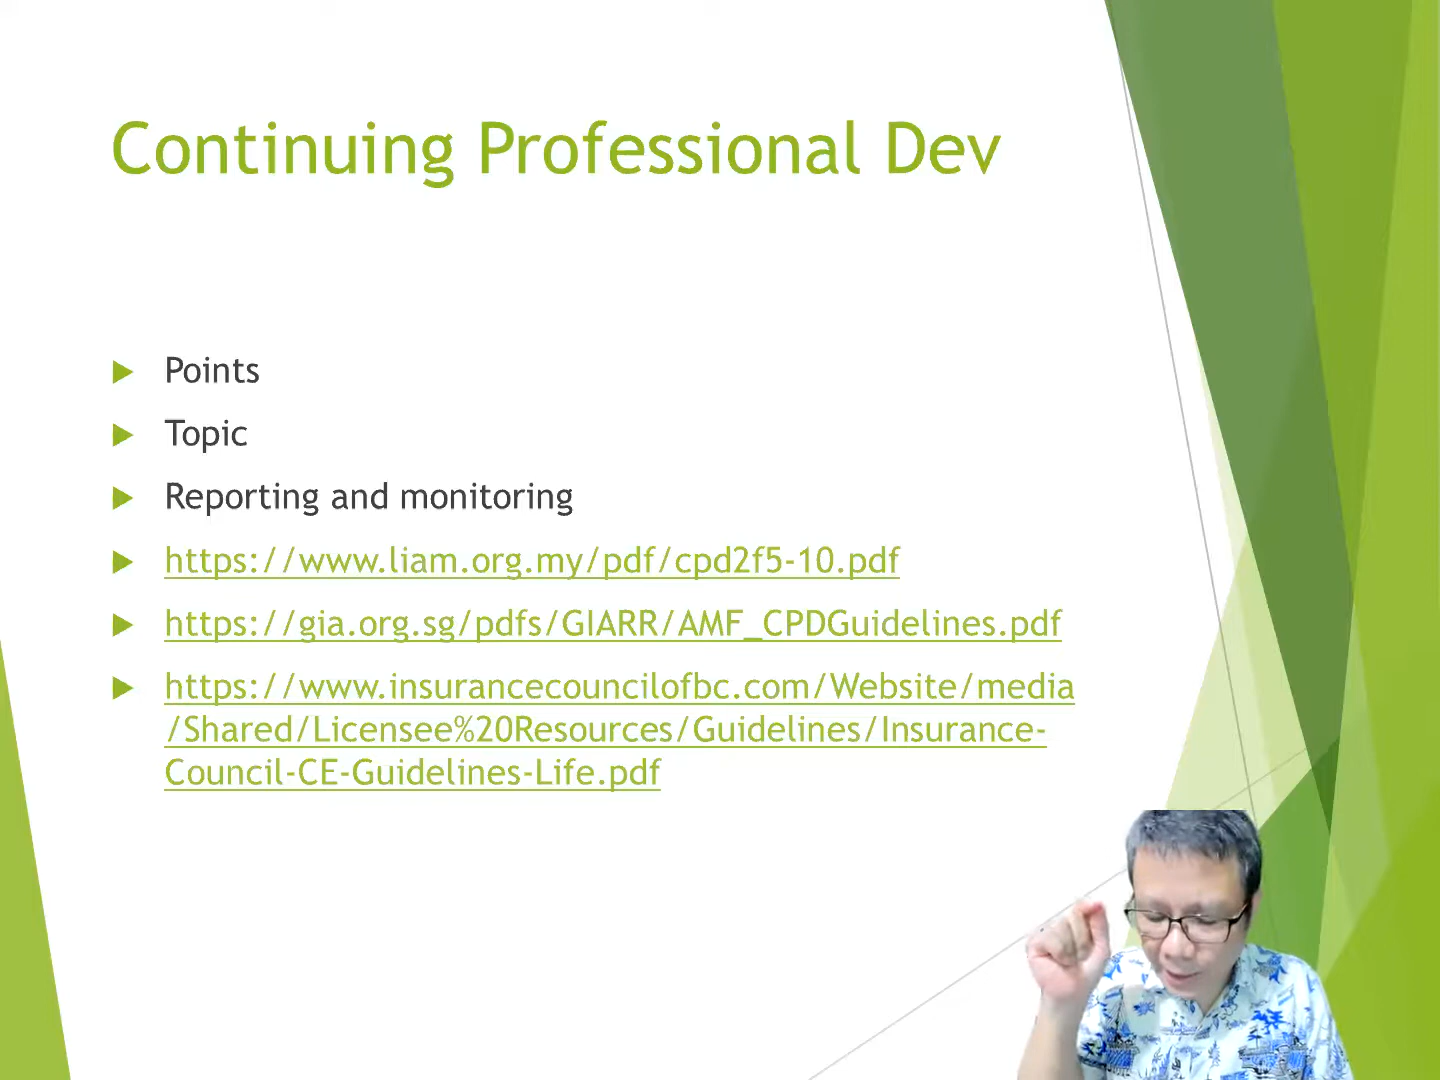 Continuing Professional Dev
Points
Topic
Reporting and monitoring
https://www.liam.org.my/pdf/cpd2f5-10.pdf
https://gia.org.sg/pdfs/GIARR/AMF_CPDGuidelines.pdf
https://www.insurancecouncilofbc.com/Website/media
/Shared/Licensee%20Resources/Guidelines/Insurance-
Council-CE-Guidelines-Life.pdf